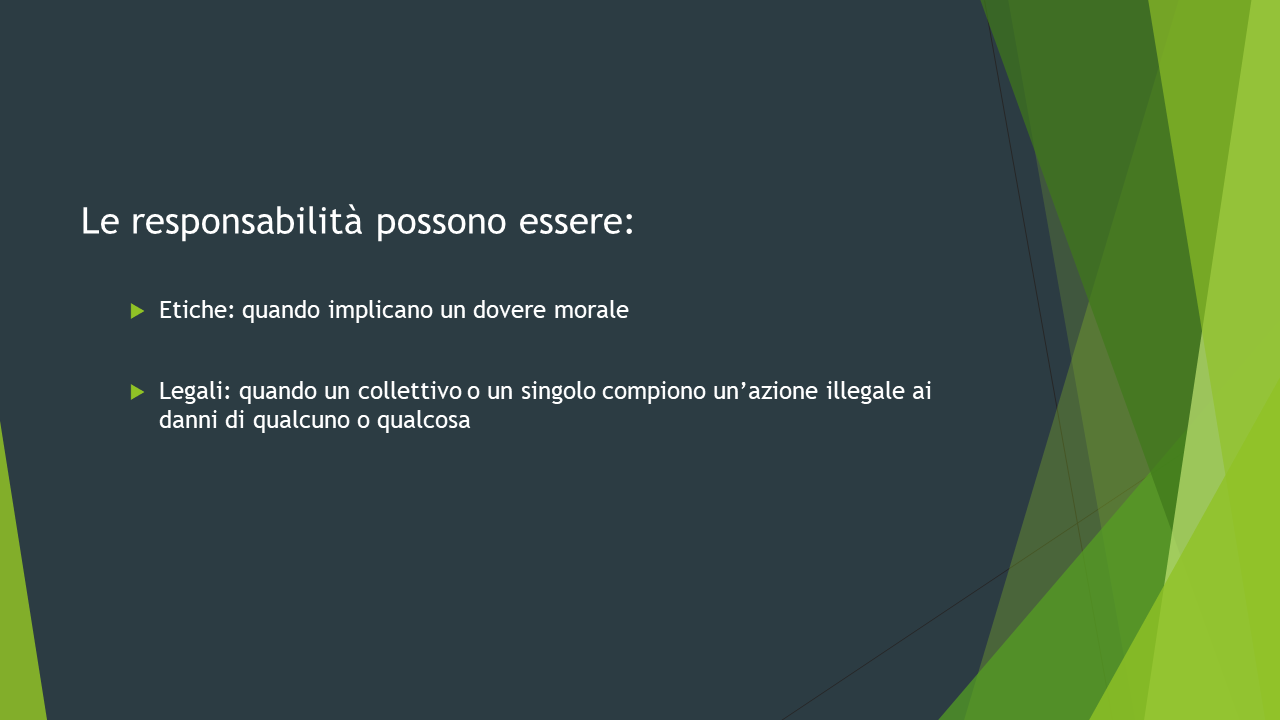 Le responsabilità possono essere:
Etiche: quando implicano un dovere morale
Legali: quando un collettivo o un singolo compiono un’azione illegale ai
danni di qualcuno o qualcosa